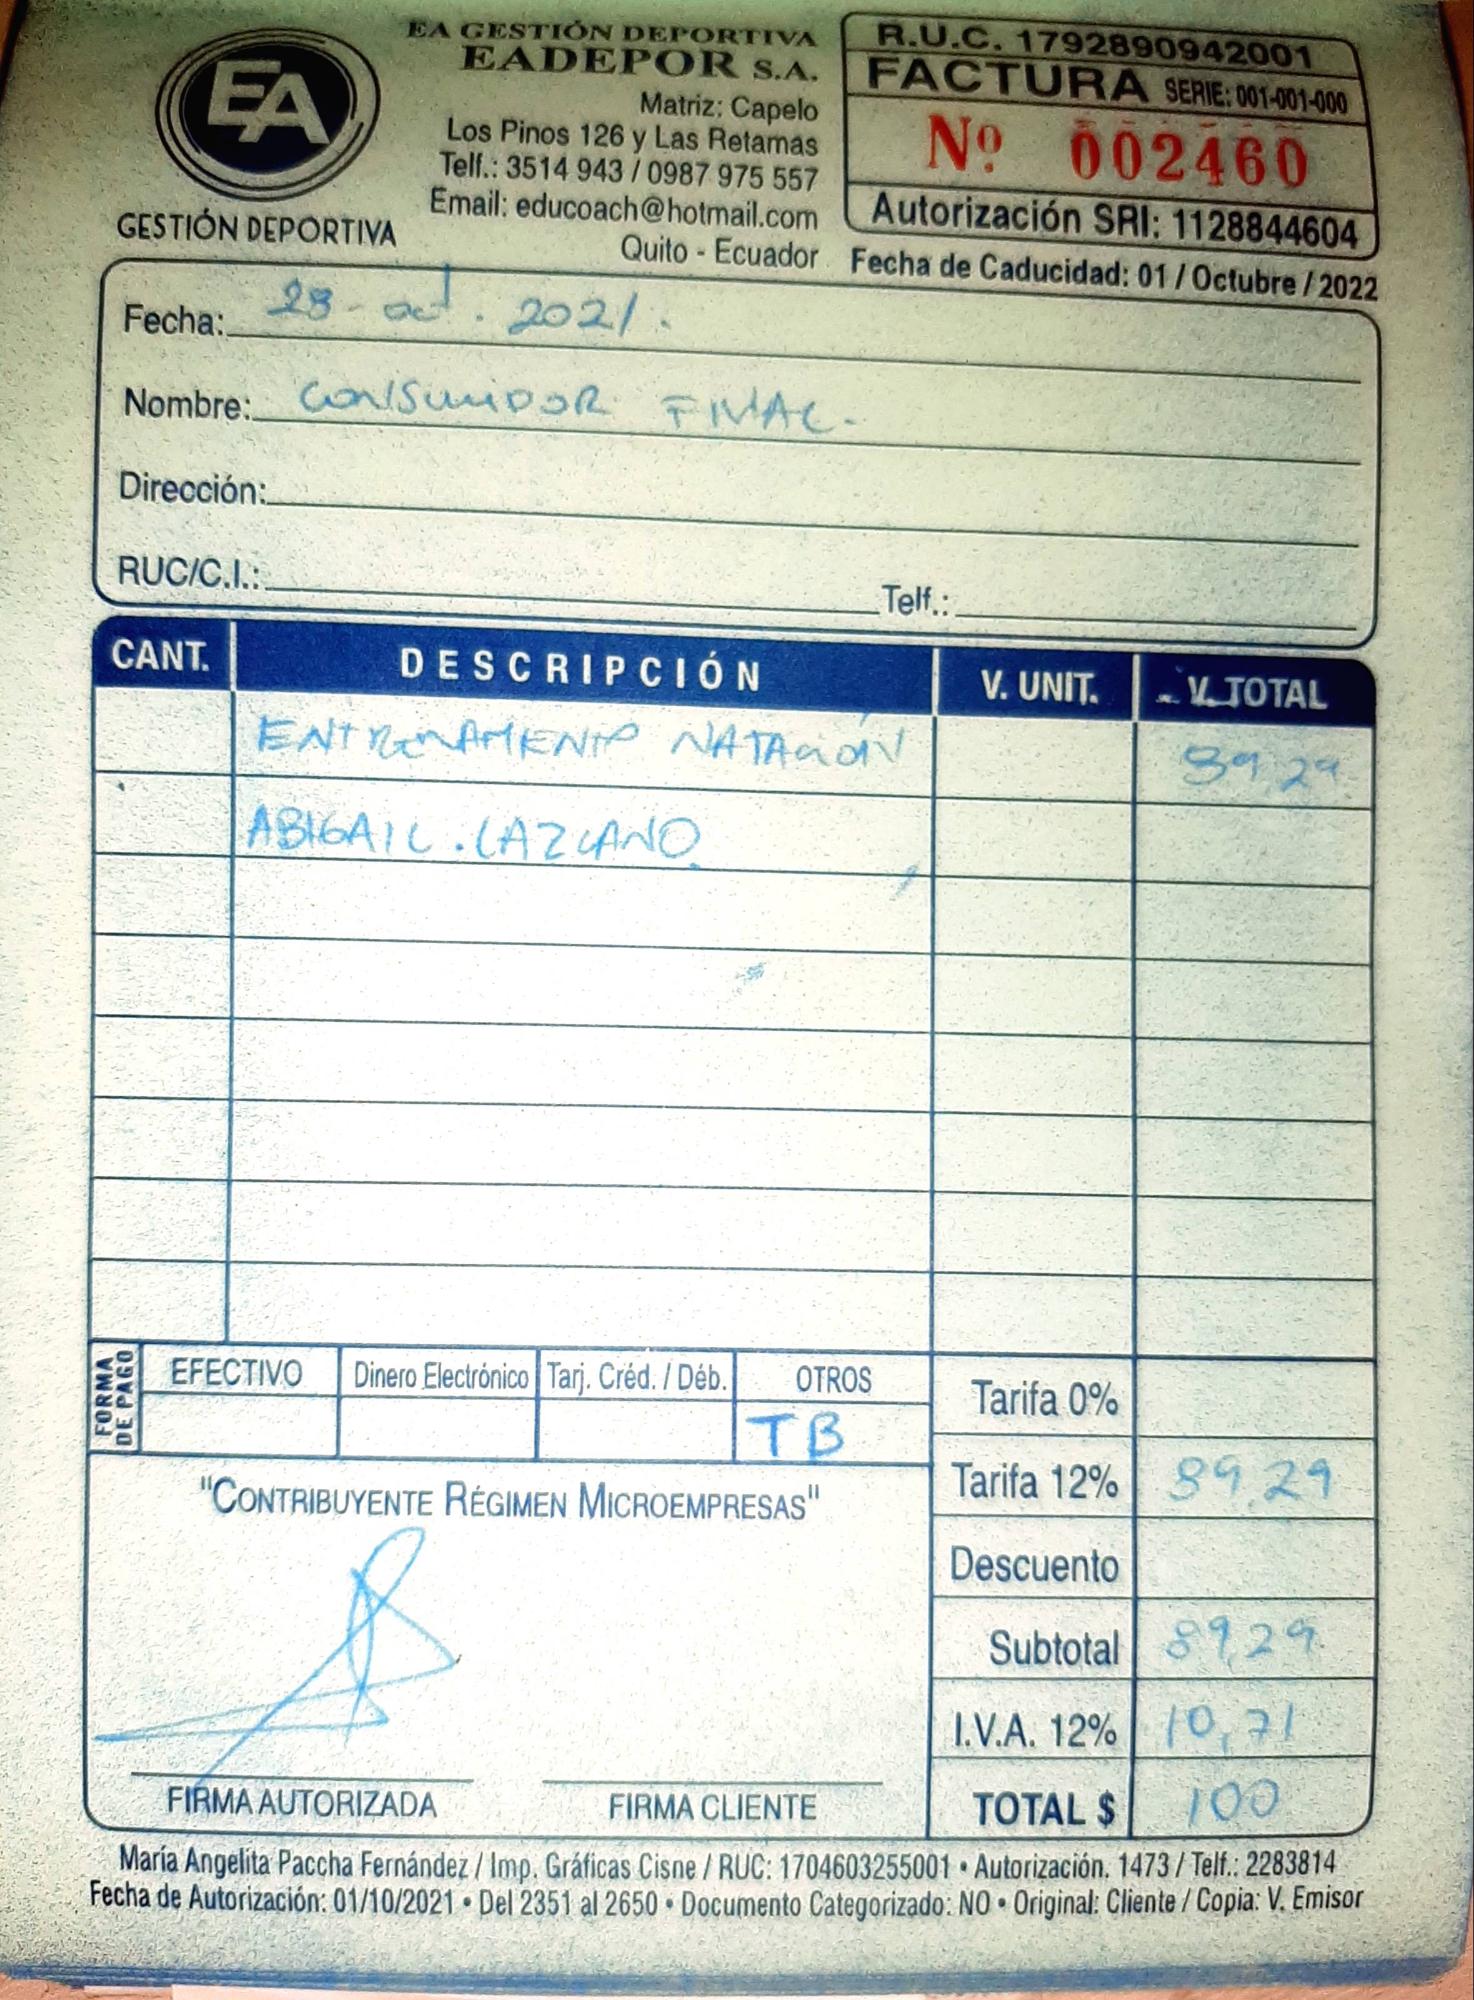 EA
GESTIÓN DEPORTIVA
EA GESTIÓN DEPORTIVA
EADEPOR S.A.
Matriz: Capelo
Los Pinos 126 y Las Retamas
Telf.: 3514 943 / 0987 975 557
Email: educoach@hotmail.com
Quito - Ecuador
R.U.C. 1792890942001
FACTURA SERIE: 001-001-000
Nº 002460
Autorización SRI: 1128844604
Fecha de Caducidad: 01 / Octubre / 2022
Fecha: 28 - oct . 2021.
Nombre: CONSUMIDOR FINAL.
Dirección:
RUC/C.I.: Telf.:
CANT. DESCRIPCIÓN V. UNIT. V. TOTAL
ENTRENAMIENTO NATACIÓN 89,29
ABIGAIL . LAZCANO
FORMA DE PAGO EFECTIVO Dinero Electrónico Tarj. Créd. / Déb. OTROS
TB
Tarifa 0%
Tarifa 12% 89,29
Descuento
Subtotal 89,29
I.V.A. 12% 10,71
TOTAL $ 100
"CONTRIBUYENTE RÉGIMEN MICROEMPRESAS"
FIRMA AUTORIZADA FIRMA CLIENTE
María Angelita Paccha Fernández / Imp. Gráficas Cisne / RUC: 1704603255001 • Autorización. 1473 / Telf.: 2283814
Fecha de Autorización: 01/10/2021 • Del 2351 al 2650 • Documento Categorizado: NO • Original: Cliente / Copia: V. Emisor